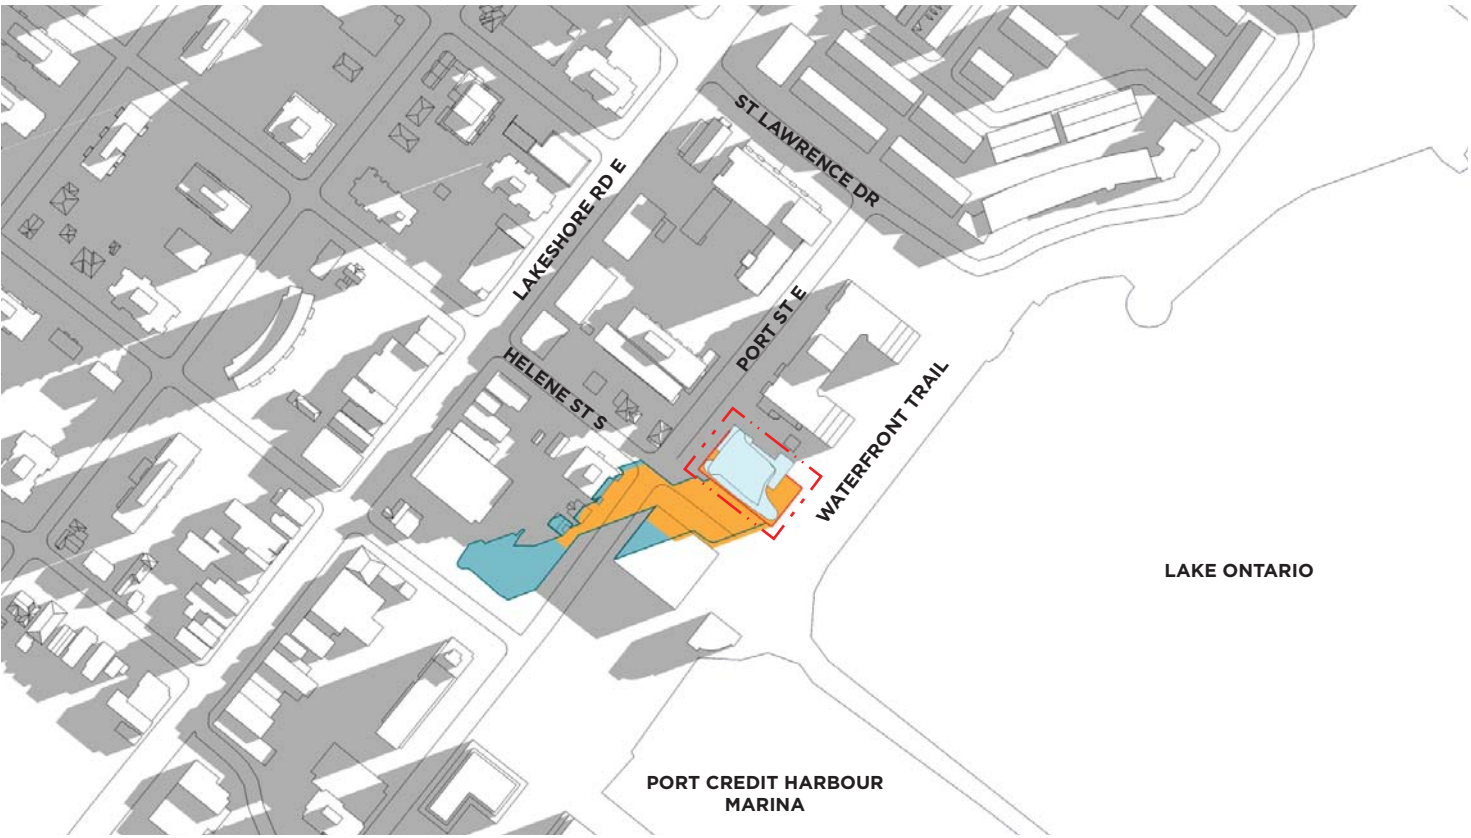 ST LAWRENCE DR
LAKESHORE RD E
PORT ST E
HELENE ST S
WATERFRONT TRAIL
LAKE ONTARIO
PORT CREDIT HARBOUR
MARINA